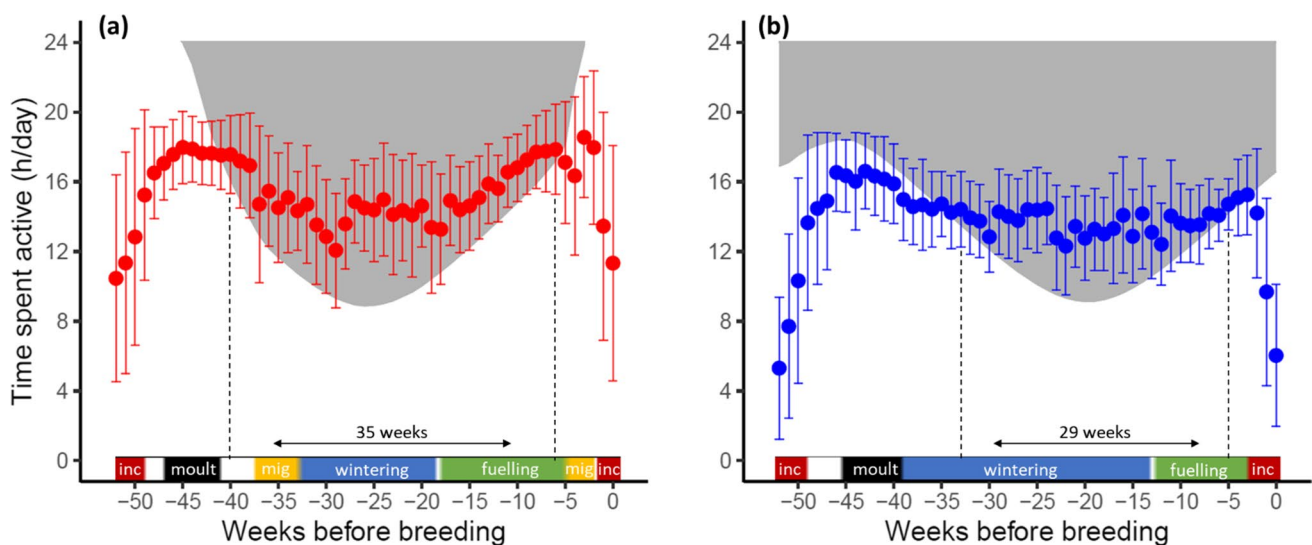 (a)
24
20
16
12
8
4
0
Time spent active (h/day)
35 weeks
inc moult mig wintering fuelling mig inc
−50 −45 −40 −35 −30 −25 −20 −15 −10 −5 0
Weeks before breeding
(b)
24
20
16
12
8
4
0
29 weeks
inc moult wintering fuelling inc
−50 −45 −40 −35 −30 −25 −20 −15 −10 −5 0
Weeks before breeding